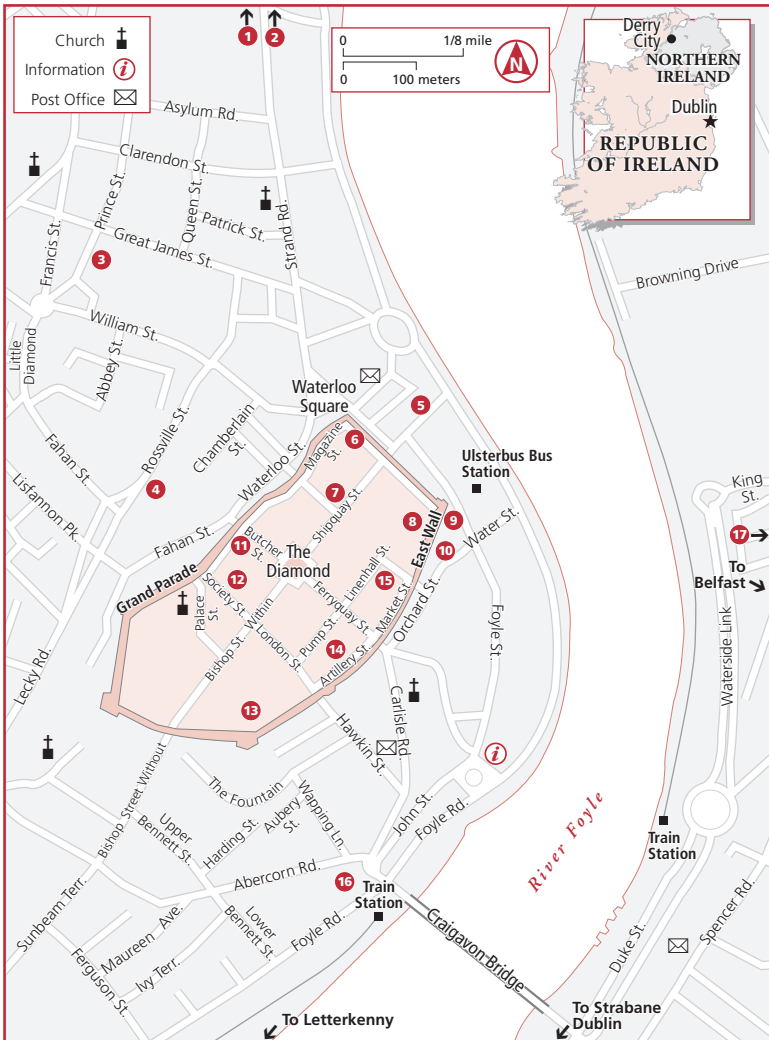 Church
Information
i
Post Office
1
2
0
1/8 mile
0
100 meters
N
Derry
City
NORTHERN
IRELAND
Dublin
REPUBLIC
OF IRELAND
Asylum Rd.
Clarendon St.
Prince St.
Queen St.
Patrick St.
Strand Rd.
Francis St.
Great James St.
3
Browning Drive
William St.
Little
Diamond
Abbey St.
Waterloo
Square
5
Rossville St.
Chamberlain
St.
Fahan St.
Lisfannon Pk.
4
Waterloo St.
Magazine
St.
6
Ulsterbus Bus
Station
7
Shipquay St.
8
9
East Wall
10
Water St.
King
St.
17
To
Belfast
Fahan St.
11
Butcher
St.
The
Diamond
12
Grand Parade
Society St.
Palace
St.
Bishop St. Within
Ferryquay St.
Linenhall St.
15
Market St.
Orchard St.
Foyle St.
London St.
Pump St.
14
Artillery St.
Waterside Link
Lecky Rd.
13
Hawkin St.
Carlisle Rd.
i
Bishop Street Without
The Fountain
Upper
Bennett St.
Harding St.
Aubery
St.
Wapping Ln.
John St.
Foyle Rd.
River Foyle
Train
Station
Abercorn Rd.
16
Train
Station
Sunbeam Terr.
Maureen Ave.
Lower
Bennett St.
Foyle Rd.
Ivy Terr.
Ferguson St.
Craigavon Bridge
Duke St.
Spencer Rd.
To Letterkenny
To Strabane
Dublin